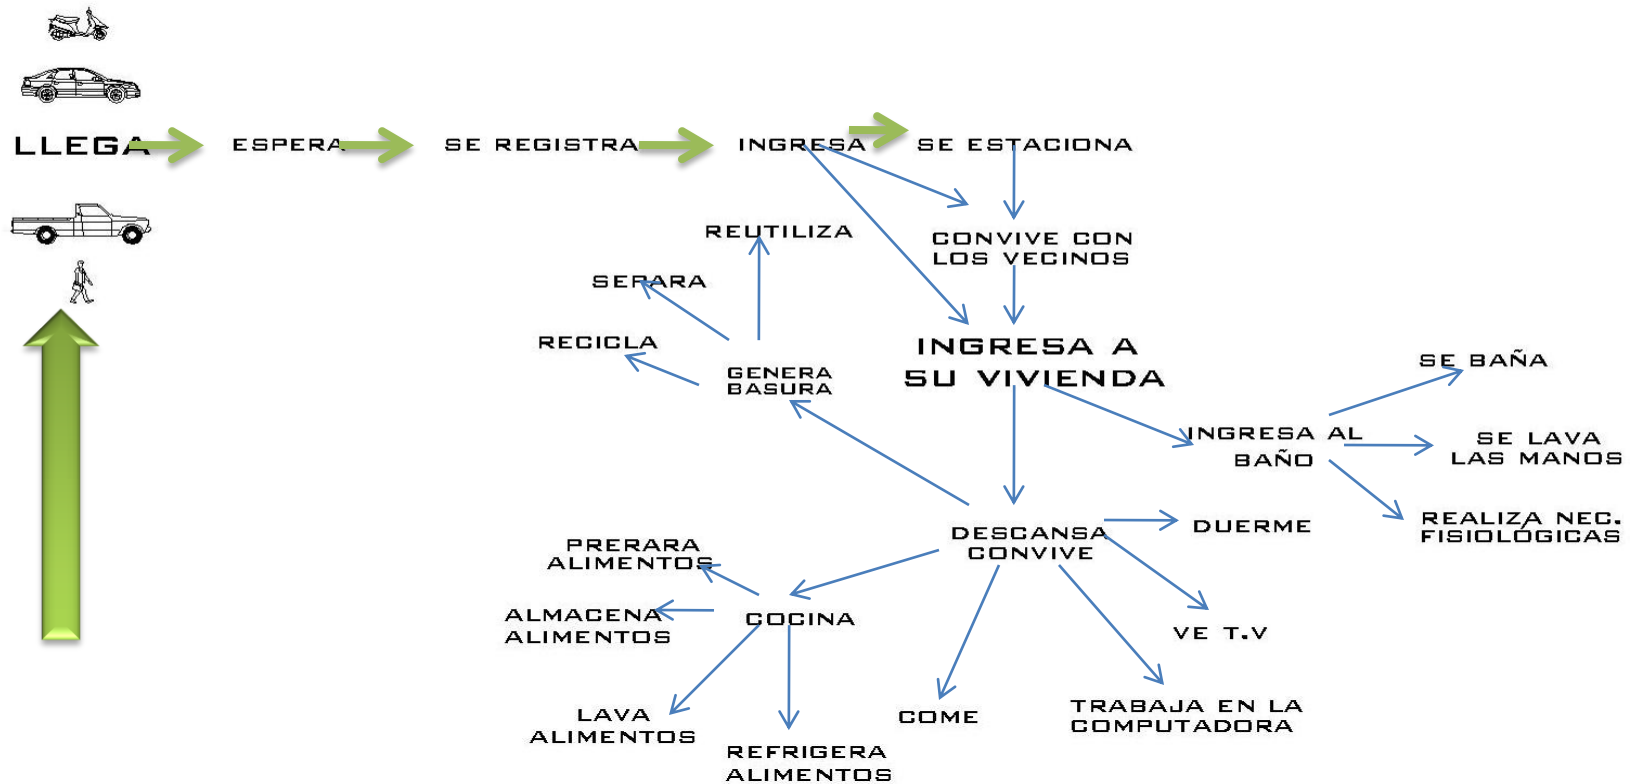 LLEGA
ESPERA
SE REGISTRA
INGRESA
SE ESTACIONA
REUTILIZA
CONVIVE CON
LOS VECINOS
SEPARA
RECICLA
GENERA
BASURA
INGRESA A
SU VIVIENDA
SE BAÑA
INGRESA AL
BAÑO
SE LAVA
LAS MANOS
REALIZA NEC.
FISIOLÓGICAS
DESCANSA
CONVIVE
DUERME
PRERARA
ALIMENTOS
ALMACENA
ALIMENTOS
COCINA
VE T.V
LAVA
ALIMENTOS
REFRIGERA
ALIMENTOS
COME
TRABAJA EN LA
COMPUTADORA